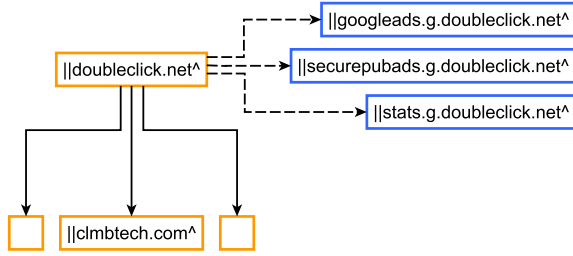 ||googleads.g.doubleclick.net^
||doubleclick.net^
||securepubads.g.doubleclick.net^
||stats.g.doubleclick.net^
||clmbtech.com^